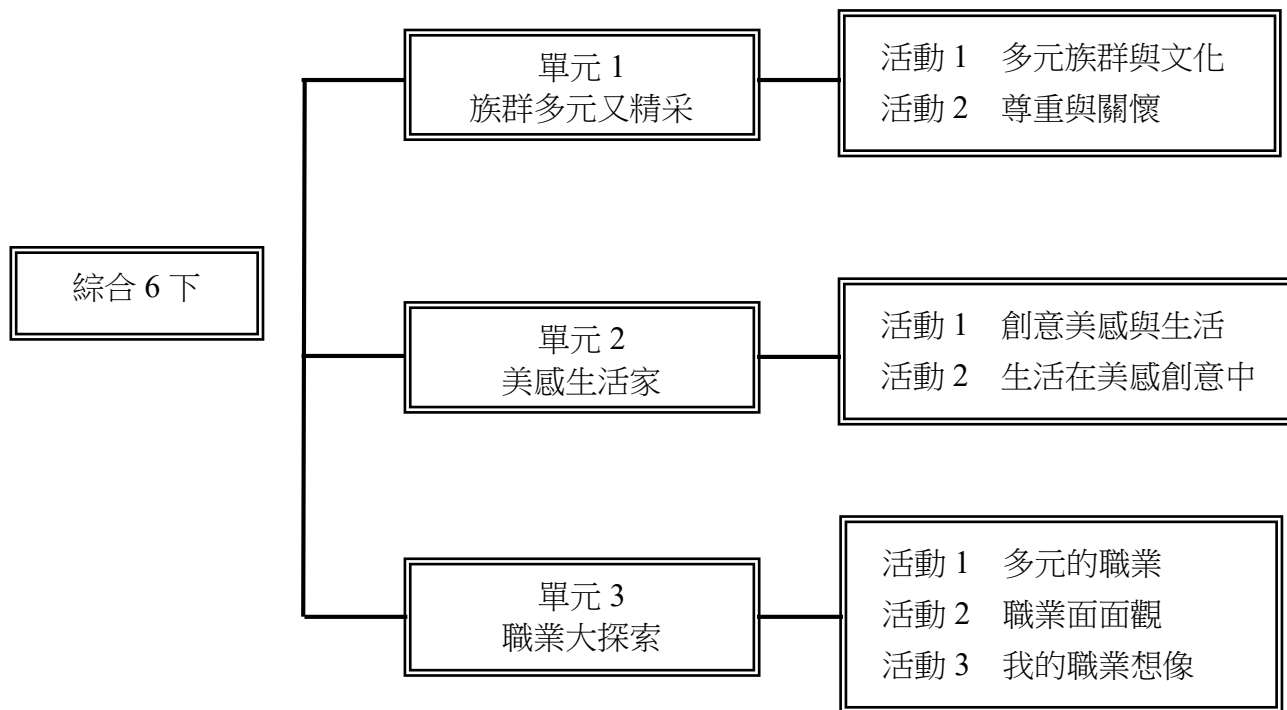 綜合 6 下
單元 1
族群多元又精采
活動 1 多元族群與文化
活動 2 尊重與關懷
單元 2
美感生活家
活動 1 創意美感與生活
活動 2 生活在美感創意中
單元 3
職業大探索
活動 1 多元的職業
活動 2 職業面面觀
活動 3 我的職業想像